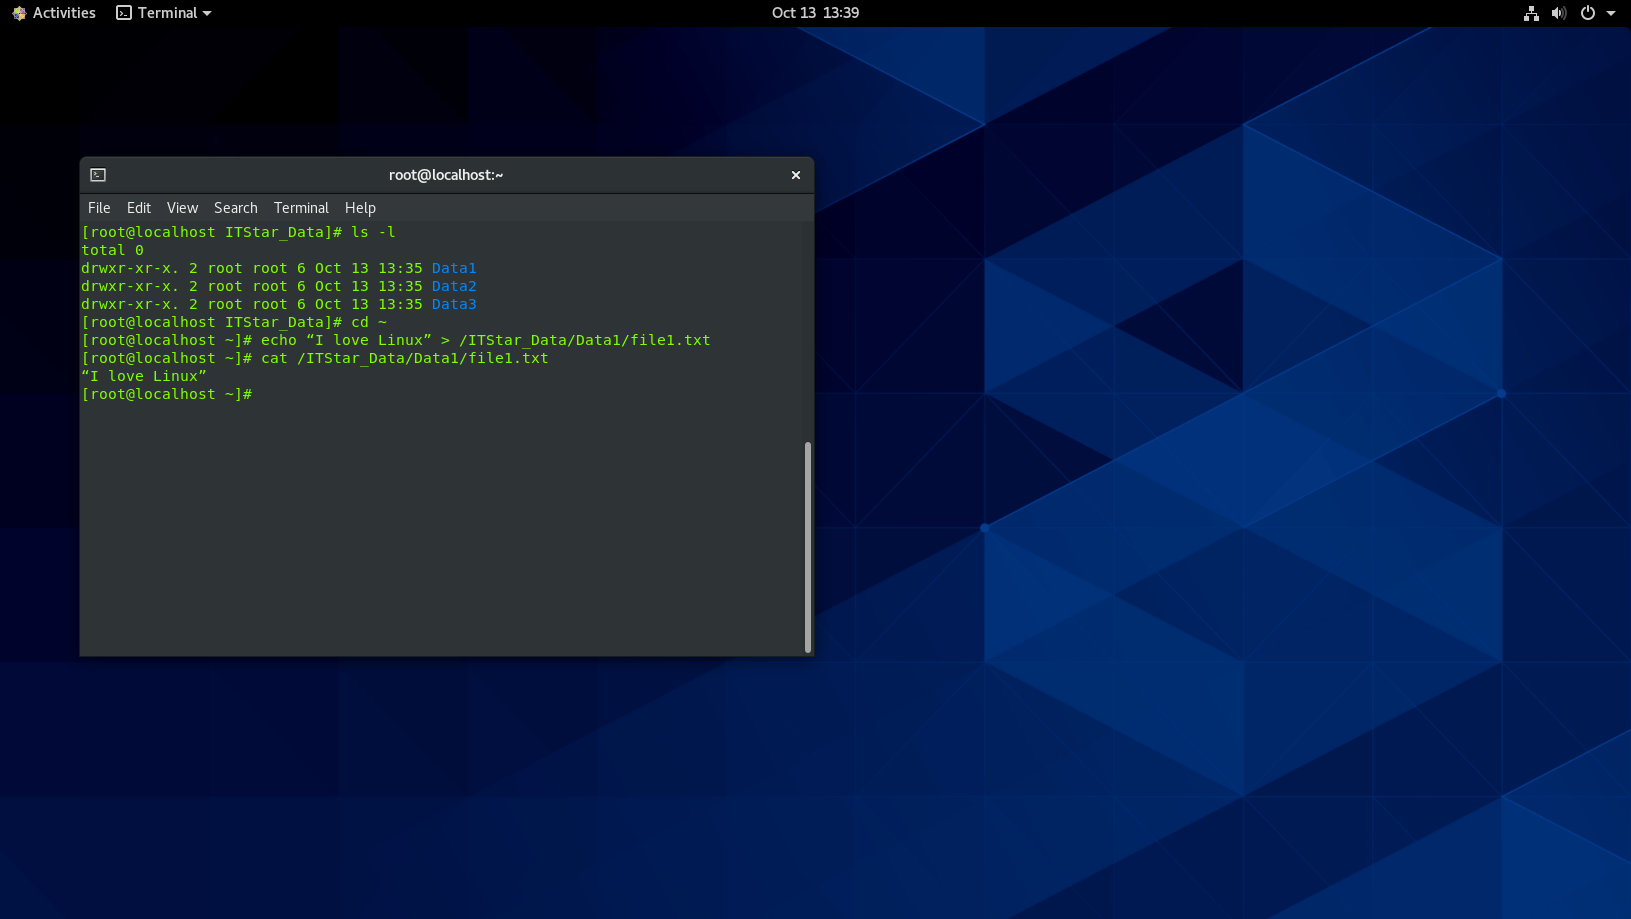 Activities Terminal Oct 13 13:39
root@localhost:~
File Edit View Search Terminal Help
[root@localhost ITStar_Data]# ls -l
total 0
drwxr-xr-x. 2 root root 6 Oct 13 13:35 Data1
drwxr-xr-x. 2 root root 6 Oct 13 13:35 Data2
drwxr-xr-x. 2 root root 6 Oct 13 13:35 Data3
[root@localhost ITStar_Data]# cd ~
[root@localhost ~]# echo “I love Linux” > /ITStar_Data/Data1/file1.txt
[root@localhost ~]# cat /ITStar_Data/Data1/file1.txt
“I love Linux”
[root@localhost ~]#